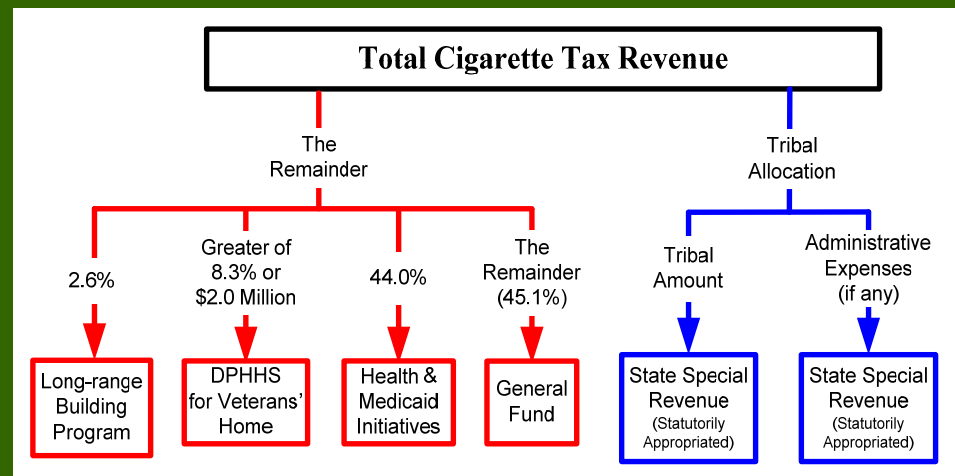 Total Cigarette Tax Revenue
The
Remainder
Tribal
Allocation
2.6%
Greater of
8.3% or
$2.0 Million
44.0%
The
Remainder
(45.1%)
Tribal
Amount
Administrative
Expenses
(if any)
Long-range
Building
Program
DPHHS
for Veterans'
Home
Health &
Medicaid
Initiatives
General
Fund
State Special
Revenue
(Statutorily
Appropriated)
State Special
Revenue
(Statutorily
Appropriated)